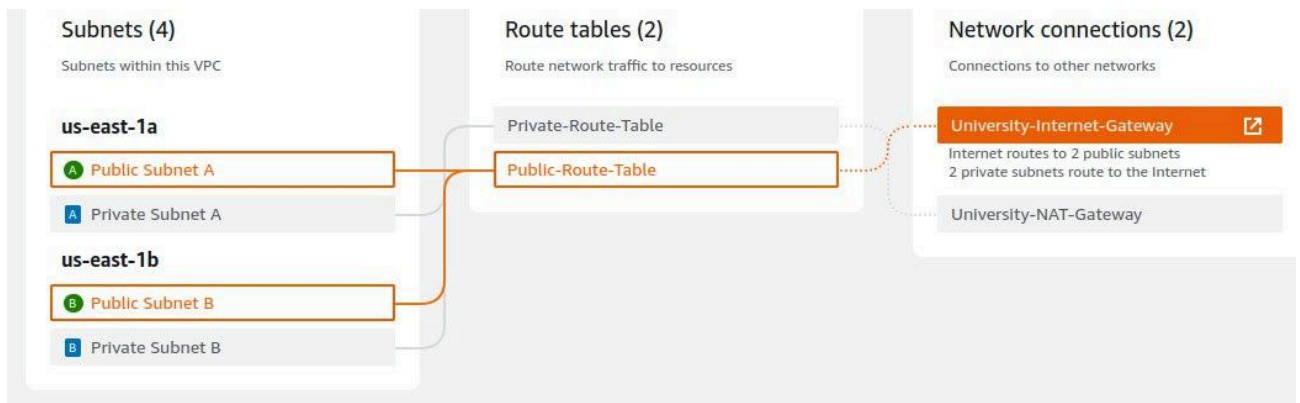 Subnets (4)
Subnets within this VPC
us-east-1a
A Public Subnet A
A Private Subnet A
us-east-1b
B Public Subnet B
B Private Subnet B
Route tables (2)
Route network traffic to resources
Private-Route-Table
Public-Route-Table
Network connections (2)
Connections to other networks
University-Internet-Gateway
Internet routes to 2 public subnets
2 private subnets route to the Internet
University-NAT-Gateway